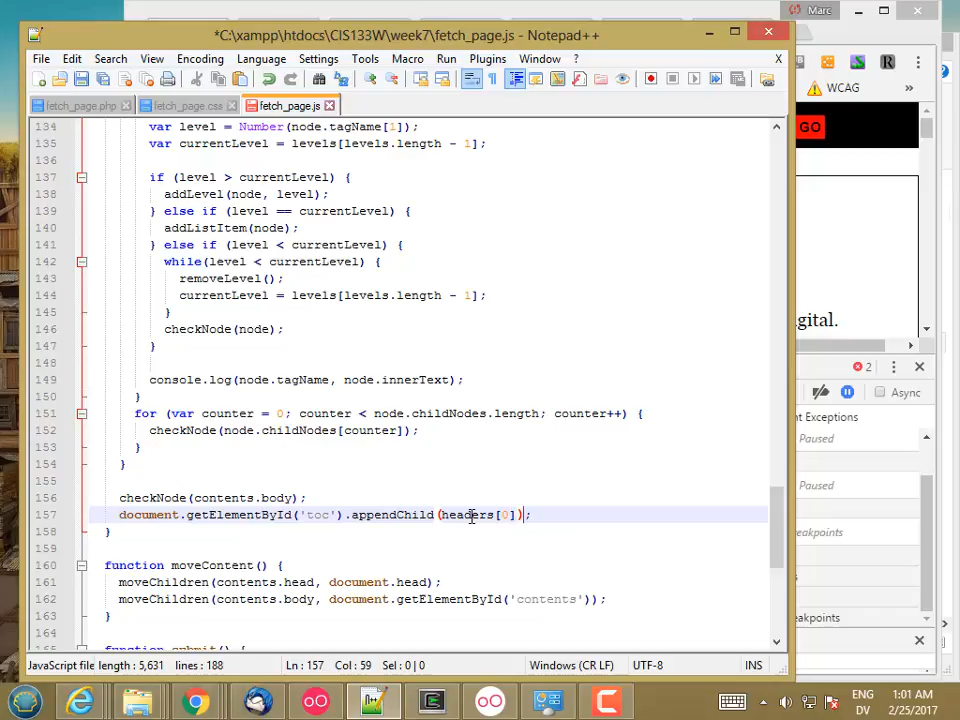 Marc
*C:\xampp\htdocs\CIS133W\week7\fetch_page.js - Notepad++
File Edit Search View Encoding Language Settings Tools Macro Run Plugins Window ? X
fetch_page.php fetch_page.css fetch_page.js
WCAG »
GO
134 var level = Number(node.tagName[1]);
135 var currentLevel = levels[levels.length - 1];
136
137 if (level > currentLevel) {
138 addLevel(node, level);
139 } else if (level == currentLevel) {
140 addListItem(node);
141 } else if (level < currentLevel) {
142 while(level < currentLevel) {
143 removeLevel();
144 currentLevel = levels[levels.length - 1];
145 }
146 checkNode(node);
147 }
148
149 console.log(node.tagName, node.innerText);
150 }
151 for (var counter = 0; counter < node.childNodes.length; counter++) {
152 checkNode(node.childNodes[counter]);
153 }
154 }
155
156 checkNode(contents.body);
157 document.getElementById('toc').appendChild(headers[0]);
158 }
159
160 function moveContent() {
161 moveChildren(contents.head, document.head);
162 moveChildren(contents.body, document.getElementById('contents'));
163 }
164
165 function submit() {
igital.
2
Async
t Exceptions
Paused
Paused
reakpoints
JavaScript file length : 5,631 lines : 188 Ln : 157 Col : 59 Sel : 0 | 0 Windows (CR LF) UTF-8 INS
ENG 1:01 AM
DV 2/25/2017